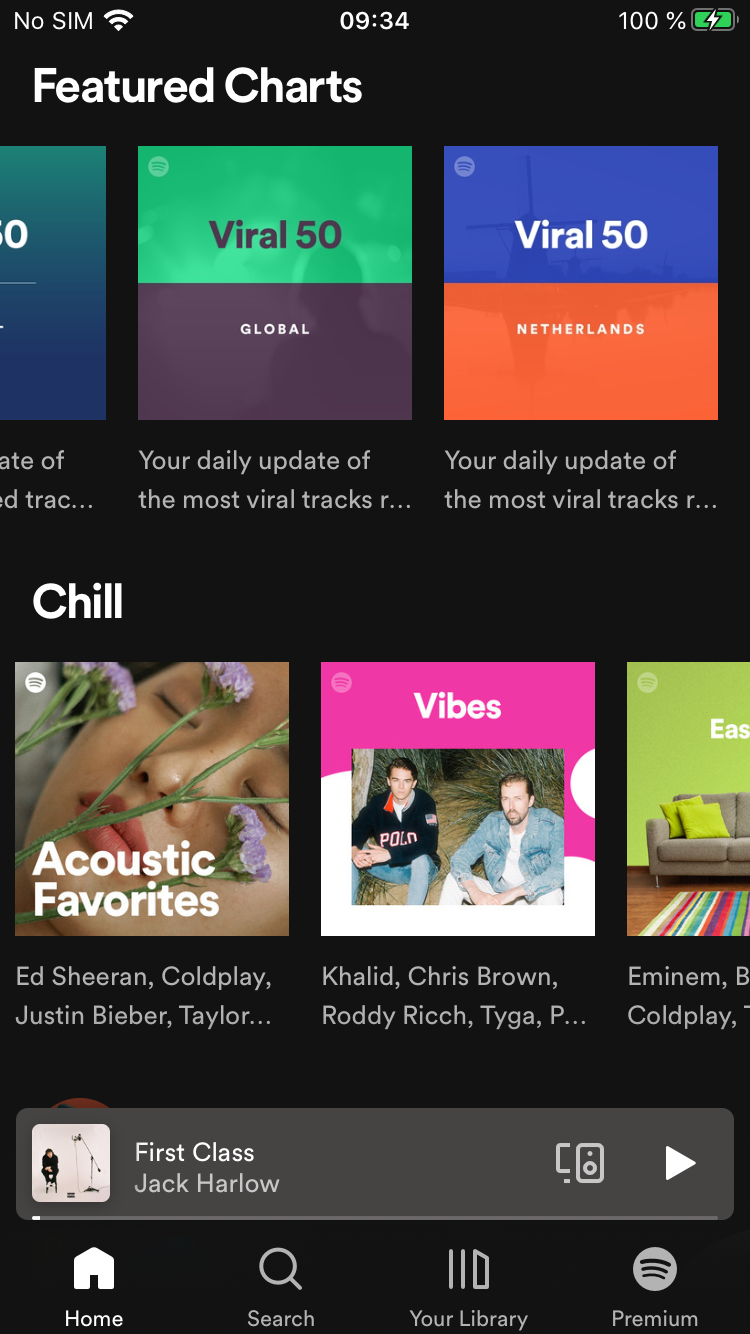 No SIM
09:34
100 %
Featured Charts
50
Viral 50
GLOBAL
Viral 50
NETHERLANDS
ate of
ed trac...
Your daily update of
the most viral tracks r...
Your daily update of
the most viral tracks r...
Chill
Acoustic
Favorites
Vibes
POLO
Eas
Ed Sheeran, Coldplay,
Justin Bieber, Taylor...
Khalid, Chris Brown,
Roddy Ricch, Tyga, P...
Eminem, B
Coldplay, T
First Class
Jack Harlow
Home
Search
Your Library
Premium